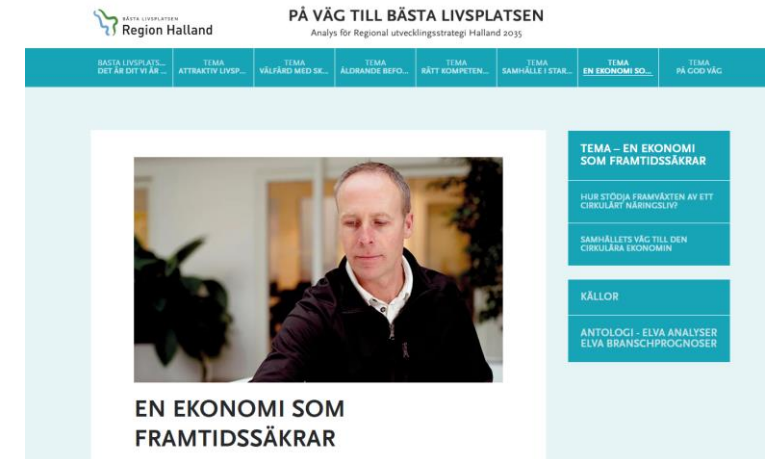 BÄSTA LIVSPLATSEN
Region Halland
PÅ VÄG TILL BÄSTA LIVSPLATSEN
Analys för Regional utvecklingsstrategi Halland 2035
BÄSTA LIVSPLATS...
DET ÄR DIT VI ÄR ...
TEMA
ATTRAKTIV LIVSP...
TEMA
VÄLFÄRD MED SK...
TEMA
ÅLDRANDE BEFO...
TEMA
RÄTT KOMPETEN...
TEMA
SAMHÄLLE I STAR...
TEMA
EN EKONOMI SO...
TEMA
PÅ GOD VÄG
TEMA – EN EKONOMI
SOM FRAMTIDSSÄKRAR
HUR STÖDJA FRAMVÄXTEN AV ETT
CIRKULÄRT NÄRINGSLIV?
SAMHÄLLETS VÄG TILL DEN
CIRKULÄRA EKONOMIN
KÄLLOR
ANTOLOGI - ELVA ANALYSER
ELVA BRANSCHPROGNOSER
EN EKONOMI SOM
FRAMTIDSSÄKRAR